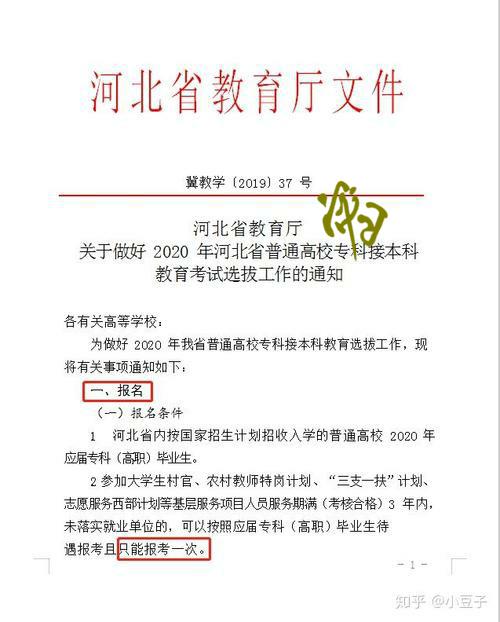 河北省教育厅文件
冀教学〔2019〕37 号
河北省教育厅
关于做好 2020 年河北省普通高校专科接本科
教育考试选拔工作的通知
各有关高等学校：
为做好 2020 年我省普通高校专科接本科教育选拔工作，现
将有关事项通知如下：
一、报名
（一）报名条件
1 河北省内按国家招生计划招收入学的普通高校 2020 年
应届专科（高职）毕业生。
2 参加大学生村官、农村教师特岗计划、“三支一扶”计划、
志愿服务西部计划等基层服务项目人员服务期满（考核合格）3 年内，
未落实就业单位的，可以按照应届专科（高职）毕业生待
遇报考且只能报考一次。
- 1 -
知乎 @小豆子